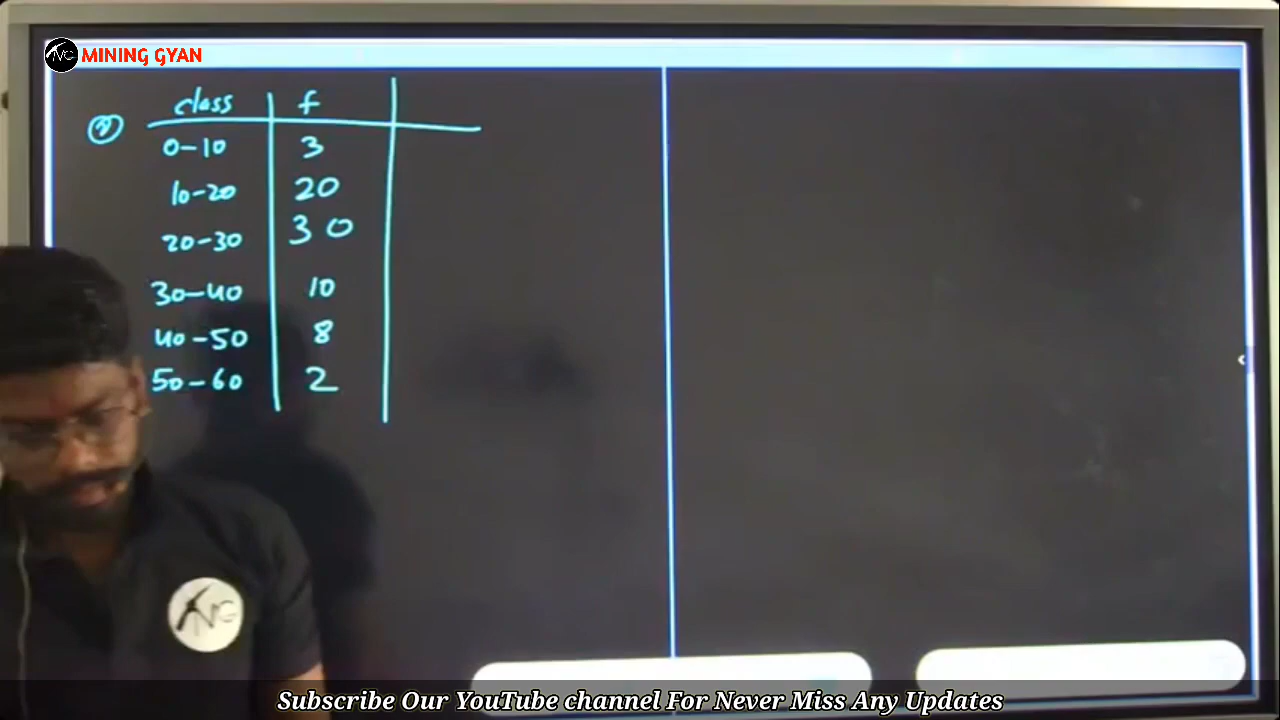 MINING GYAN
class f
0-10 3
10-20 20
20-30 30
30-40 10
40-50 8
50-60 2
Subscribe Our YouTube channel For Never Miss Any Updates